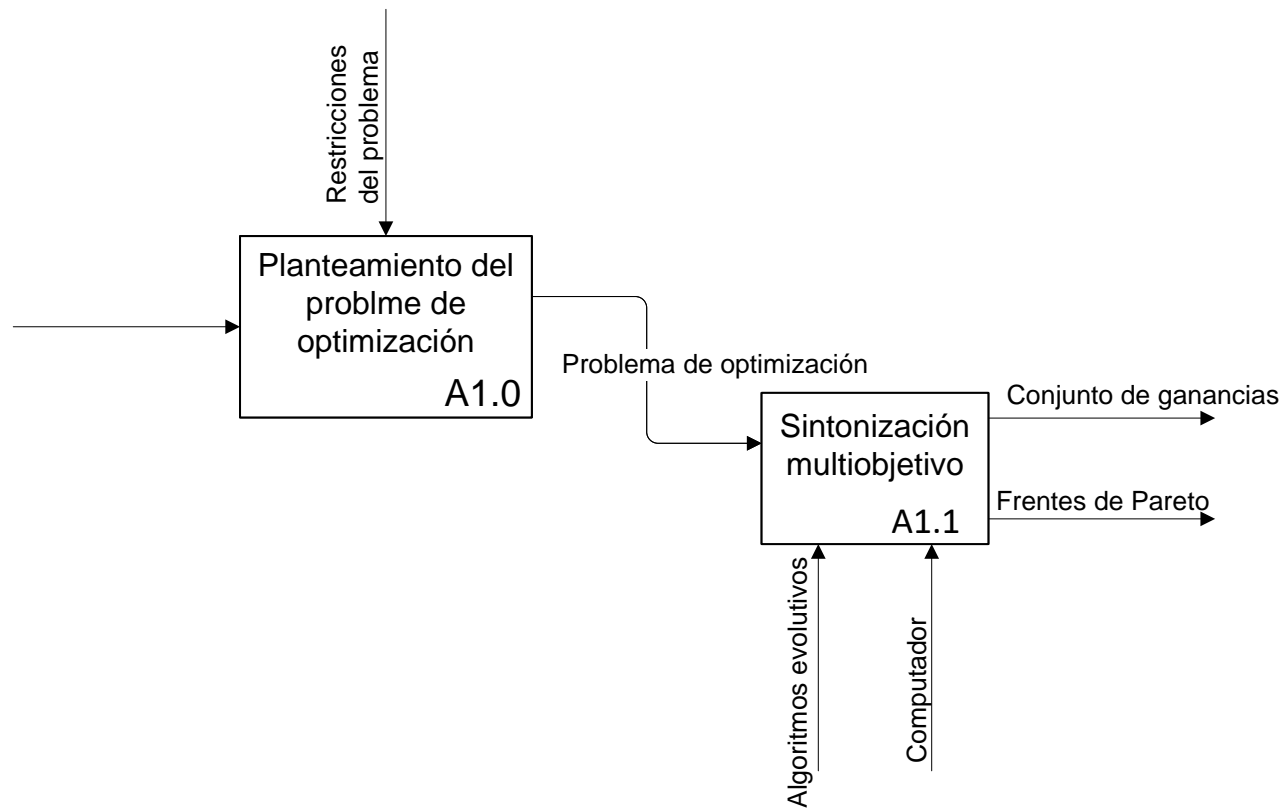 Restricciones
del problema
Planteamiento del
problme de
optimización
A1.0
Problema de optimización
Sintonización
multiobjetivo
A1.1
Conjunto de ganancias
Frentes de Pareto
Algoritmos evolutivos
Computador